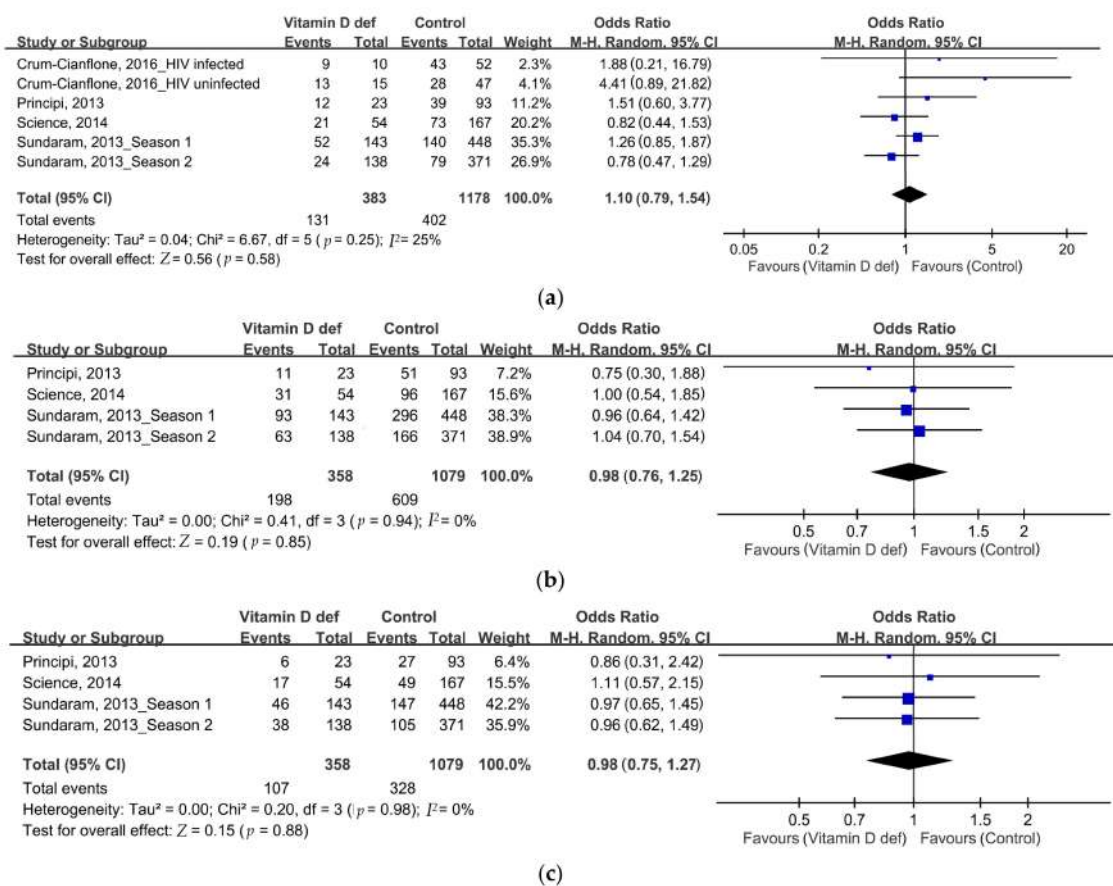 Vitamin D def Control Odds Ratio Odds Ratio
Study or Subgroup Events Total Events Total Weight M-H, Random, 95% CI M-H, Random, 95% CI
Crum-Cianflone, 2016_HIV infected 9 10 43 52 2.3% 1.88 (0.21, 16.79)
Crum-Cianflone, 2016_HIV uninfected 13 15 28 47 4.1% 4.41 (0.89, 21.82)
Principi, 2013 12 23 39 93 11.2% 1.51 (0.60, 3.77)
Science, 2014 21 54 73 167 20.2% 0.82 (0.44, 1.53)
Sundaram, 2013_Season 1 52 143 140 448 35.3% 1.26 (0.85, 1.87)
Sundaram, 2013_Season 2 24 138 79 371 26.9% 0.78 (0.47, 1.29)
Total (95% CI) 383 1178 100.0% 1.10 (0.79, 1.54)
Total events 131 402
Heterogeneity: Tau² = 0.04; Chi² = 6.67, df = 5 (p = 0.25); I²= 25%
Test for overall effect: Z = 0.56 (p = 0.58)
0.05 0.2 1 5 20
Favours (Vitamin D def) Favours (Control)
(a)
Vitamin D def Control Odds Ratio Odds Ratio
Study or Subgroup Events Total Events Total Weight M-H, Random, 95% CI M-H, Random, 95% CI
Principi, 2013 11 23 51 93 7.2% 0.75 (0.30, 1.88)
Science, 2014 31 54 96 167 15.6% 1.00 (0.54, 1.85)
Sundaram, 2013_Season 1 93 143 296 448 38.3% 0.96 (0.64, 1.42)
Sundaram, 2013_Season 2 63 138 166 371 38.9% 1.04 (0.70, 1.54)
Total (95% CI) 358 1079 100.0% 0.98 (0.76, 1.25)
Total events 198 609
Heterogeneity: Tau² = 0.00; Chi² = 0.41, df = 3 (p = 0.94); I²= 0%
Test for overall effect: Z = 0.19 (p = 0.85)
0.5 0.7 1 1.5 2
Favours (Vitamin D def) Favours (Control)
(b)
Vitamin D def Control Odds Ratio Odds Ratio
Study or Subgroup Events Total Events Total Weight M-H, Random, 95% CI M-H, Random, 95% CI
Principi, 2013 6 23 27 93 6.4% 0.86 (0.31, 2.42)
Science, 2014 17 54 49 167 15.5% 1.11 (0.57, 2.15)
Sundaram, 2013_Season 1 46 143 147 448 42.2% 0.97 (0.65, 1.45)
Sundaram, 2013_Season 2 38 138 105 371 35.9% 0.96 (0.62, 1.49)
Total (95% CI) 358 1079 100.0% 0.98 (0.75, 1.27)
Total events 107 328
Heterogeneity: Tau² = 0.00; Chi² = 0.20, df = 3 (p = 0.98); I²= 0%
Test for overall effect: Z = 0.15 (p = 0.88)
0.5 0.7 1 1.5 2
Favours (Vitamin D def) Favours (Control)
(c)